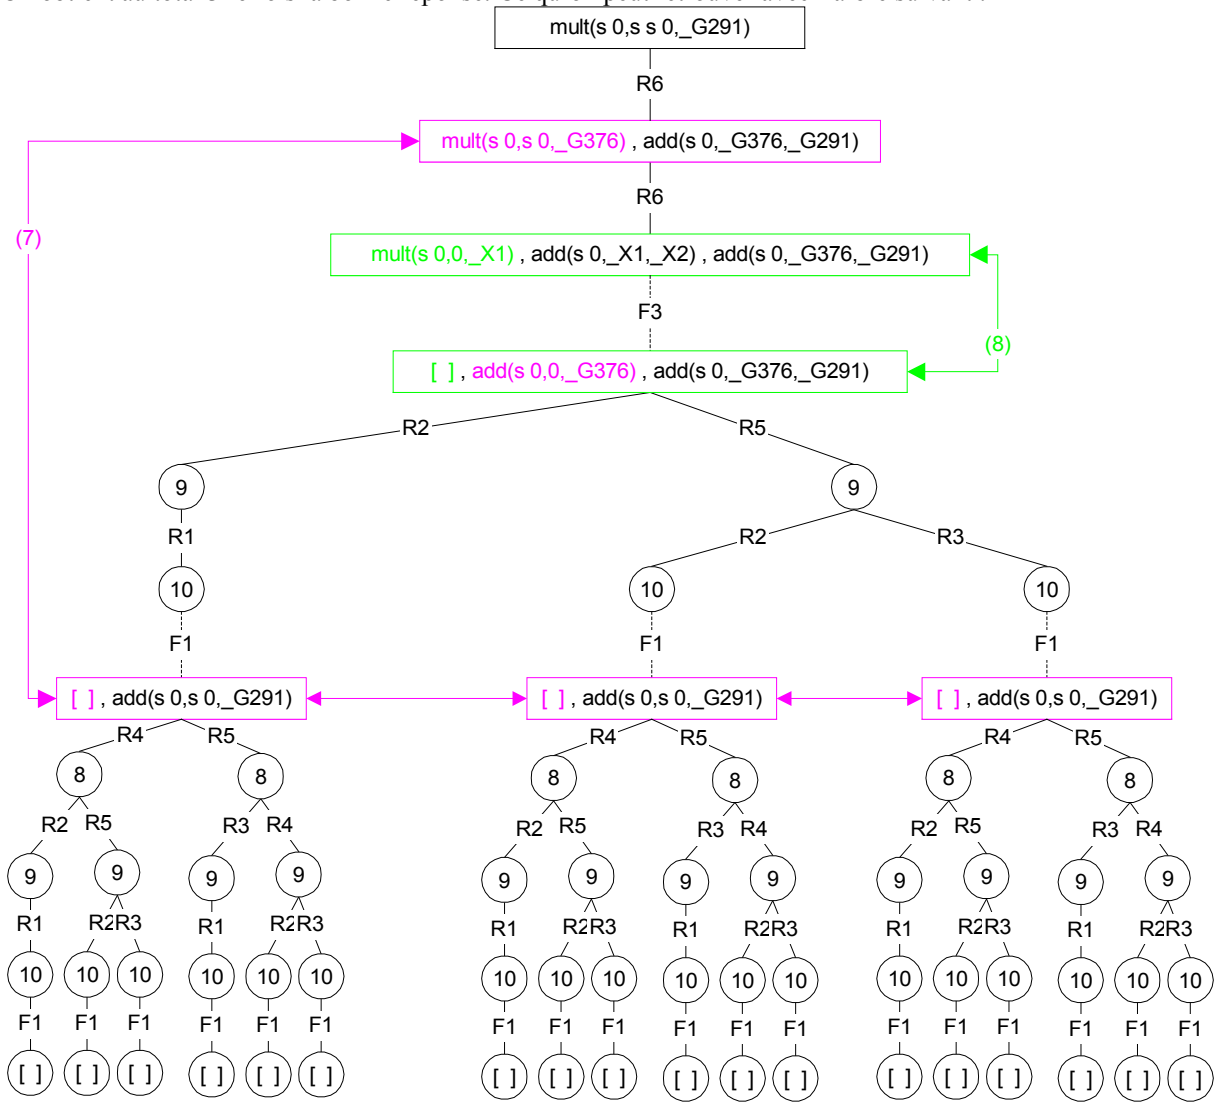 mult(s 0,s s 0,_G291)
R6
mult(s 0,s 0,_G376) , add(s 0,_G376,_G291)
R6
(7)
mult(s 0,0,_X1) , add(s 0,_X1,_X2) , add(s 0,_G376,_G291)
F3
(8)
[ ] , add(s 0,0,_G376) , add(s 0,_G376,_G291)
R2 R5
9 9
R1 R2 R3
10 10 10
F1 F1 F1
[ ] , add(s 0,s 0,_G291) [ ] , add(s 0,s 0,_G291) [ ] , add(s 0,s 0,_G291)
R4 R5 R4 R5 R4 R5
8 8 8 8 8 8
R2 R5 R3 R4 R2 R5 R3 R4 R2 R5 R3 R4
9 9 9 9 9 9 9 9 9 9 9 9
R1 R2R3 R1 R2R3 R1 R2R3 R1 R2R3 R1 R2R3 R1 R2R3
10 10 10 10 10 10 10 10 10 10 10 10 10 10 10 10 10 10
F1 F1 F1 F1 F1 F1 F1 F1 F1 F1 F1 F1 F1 F1 F1 F1 F1 F1
[ ] [ ] [ ] [ ] [ ] [ ] [ ] [ ] [ ] [ ] [ ] [ ] [ ] [ ] [ ] [ ] [ ] [ ]